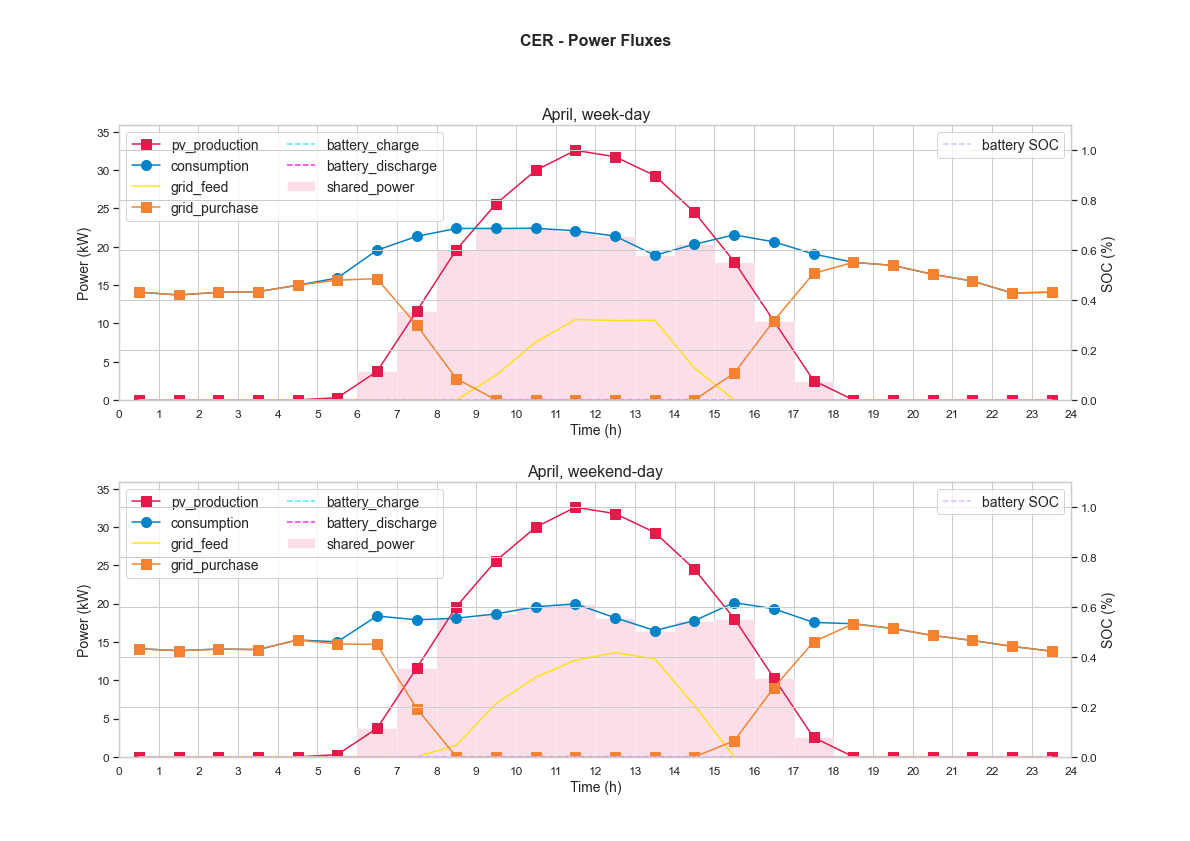 CER - Power Fluxes
April, week-day
pv_production
consumption
grid_feed
grid_purchase
battery_charge
battery_discharge
shared_power
battery SOC
Power (kW)
35
30
25
20
15
10
5
0
SOC (%)
1.0
0.8
0.6
0.4
0.2
0.0
0 1 2 3 4 5 6 7 8 9 10 11 12 13 14 15 16 17 18 19 20 21 22 23 24
Time (h)
April, weekend-day
pv_production
consumption
grid_feed
grid_purchase
battery_charge
battery_discharge
shared_power
battery SOC
Power (kW)
35
30
25
20
15
10
5
0
SOC (%)
1.0
0.8
0.6
0.4
0.2
0.0
0 1 2 3 4 5 6 7 8 9 10 11 12 13 14 15 16 17 18 19 20 21 22 23 24
Time (h)